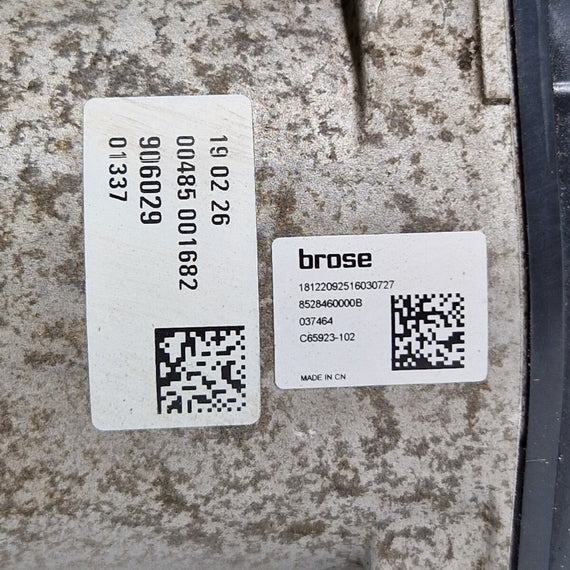 19 02 26
00485 001682
906029
01337
brose
18122092516030727
8528460000B
037464
C65923-102
MADE IN CN